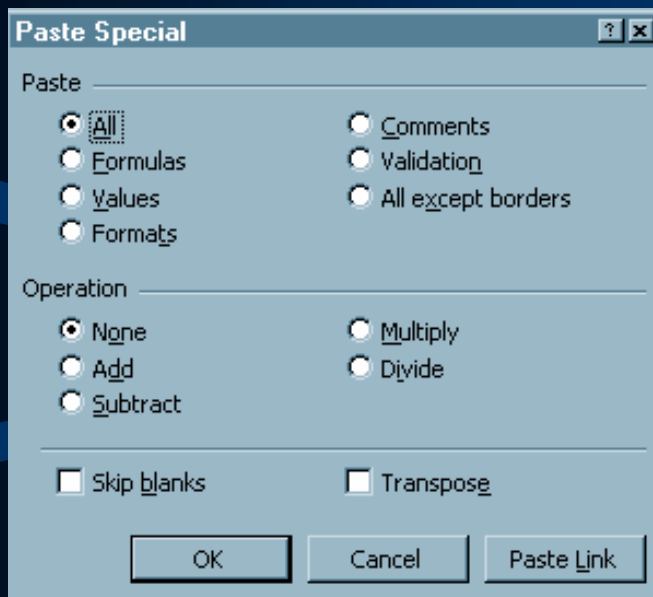 Paste Special
Paste
All
Comments
Formulas
Validation
Values
All except borders
Formats
Operation
None
Multiply
Add
Divide
Subtract
Skip blanks
Transpose
OK
Cancel
Paste Link